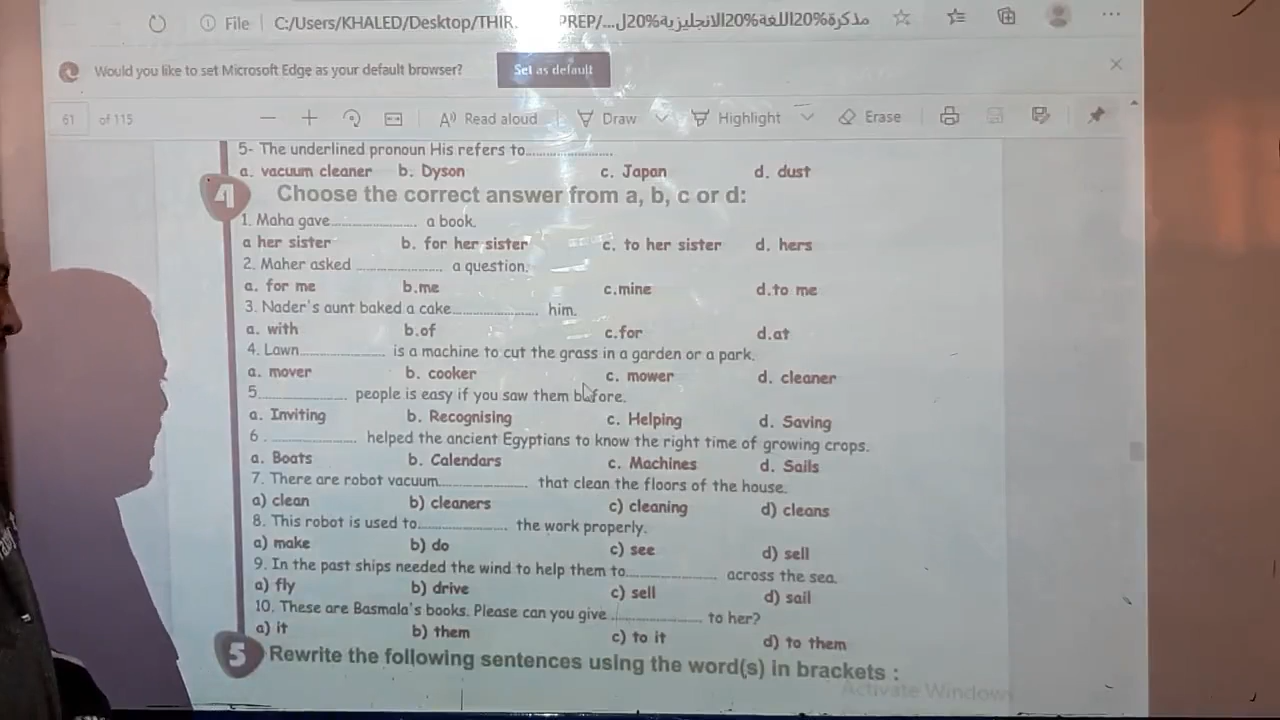 File C:/Users/KHALED/Desktop/THIR. PREP/...مذكرة%20اللغة%20الانجليزية%20ل
Would you like to set Microsoft Edge as your default browser? Set as default
61 of 115 Read aloud Draw Highlight Erase
5- The underlined pronoun His refers to....................
a. vacuum cleaner b. Dyson c. Japan d. dust
4 Choose the correct answer from a, b, c or d:
1. Maha gave.................... a book.
a her sister b. for her sister c. to her sister d. hers
2. Maher asked .................... a question.
a. for me b.me c.mine d.to me
3. Nader's aunt baked a cake.................... him.
a. with b.of c.for d.at
4. Lawn.................... is a machine to cut the grass in a garden or a park.
a. mover b. cooker c. mower d. cleaner
5.................... people is easy if you saw them before.
a. Inviting b. Recognising c. Helping d. Saving
6 . .................... helped the ancient Egyptians to know the right time of growing crops.
a. Boats b. Calendars c. Machines d. Sails
7. There are robot vacuum.................... that clean the floors of the house.
a) clean b) cleaners c) cleaning d) cleans
8. This robot is used to.................... the work properly.
a) make b) do c) see d) sell
9. In the past ships needed the wind to help them to.................... across the sea.
a) fly b) drive c) sell d) sail
10. These are Basmala's books. Please can you give .................... to her?
a) it b) them c) to it d) to them
5 Rewrite the following sentences using the word(s) in brackets :
Activate Windows